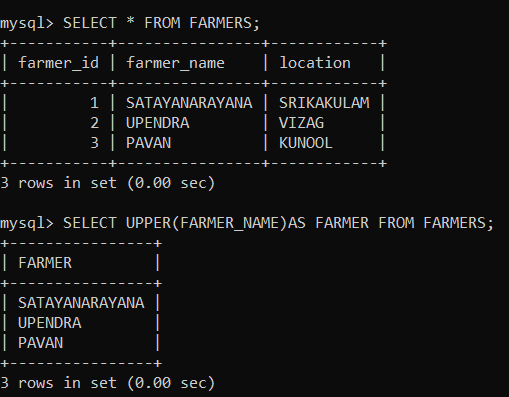 mysql> SELECT * FROM FARMERS;
+-----------+----------------+------------+
| farmer_id | farmer_name    | location   |
+-----------+----------------+------------+
|         1 | SATAYANARAYANA | SRIKAKULAM |
|         2 | UPENDRA        | VIZAG      |
|         3 | PAVAN          | KUNOOL     |
+-----------+----------------+------------+
3 rows in set (0.00 sec)
mysql> SELECT UPPER(FARMER_NAME)AS FARMER FROM FARMERS;
+----------------+
| FARMER         |
+----------------+
| SATAYANARAYANA |
| UPENDRA        |
| PAVAN          |
+----------------+
3 rows in set (0.00 sec)